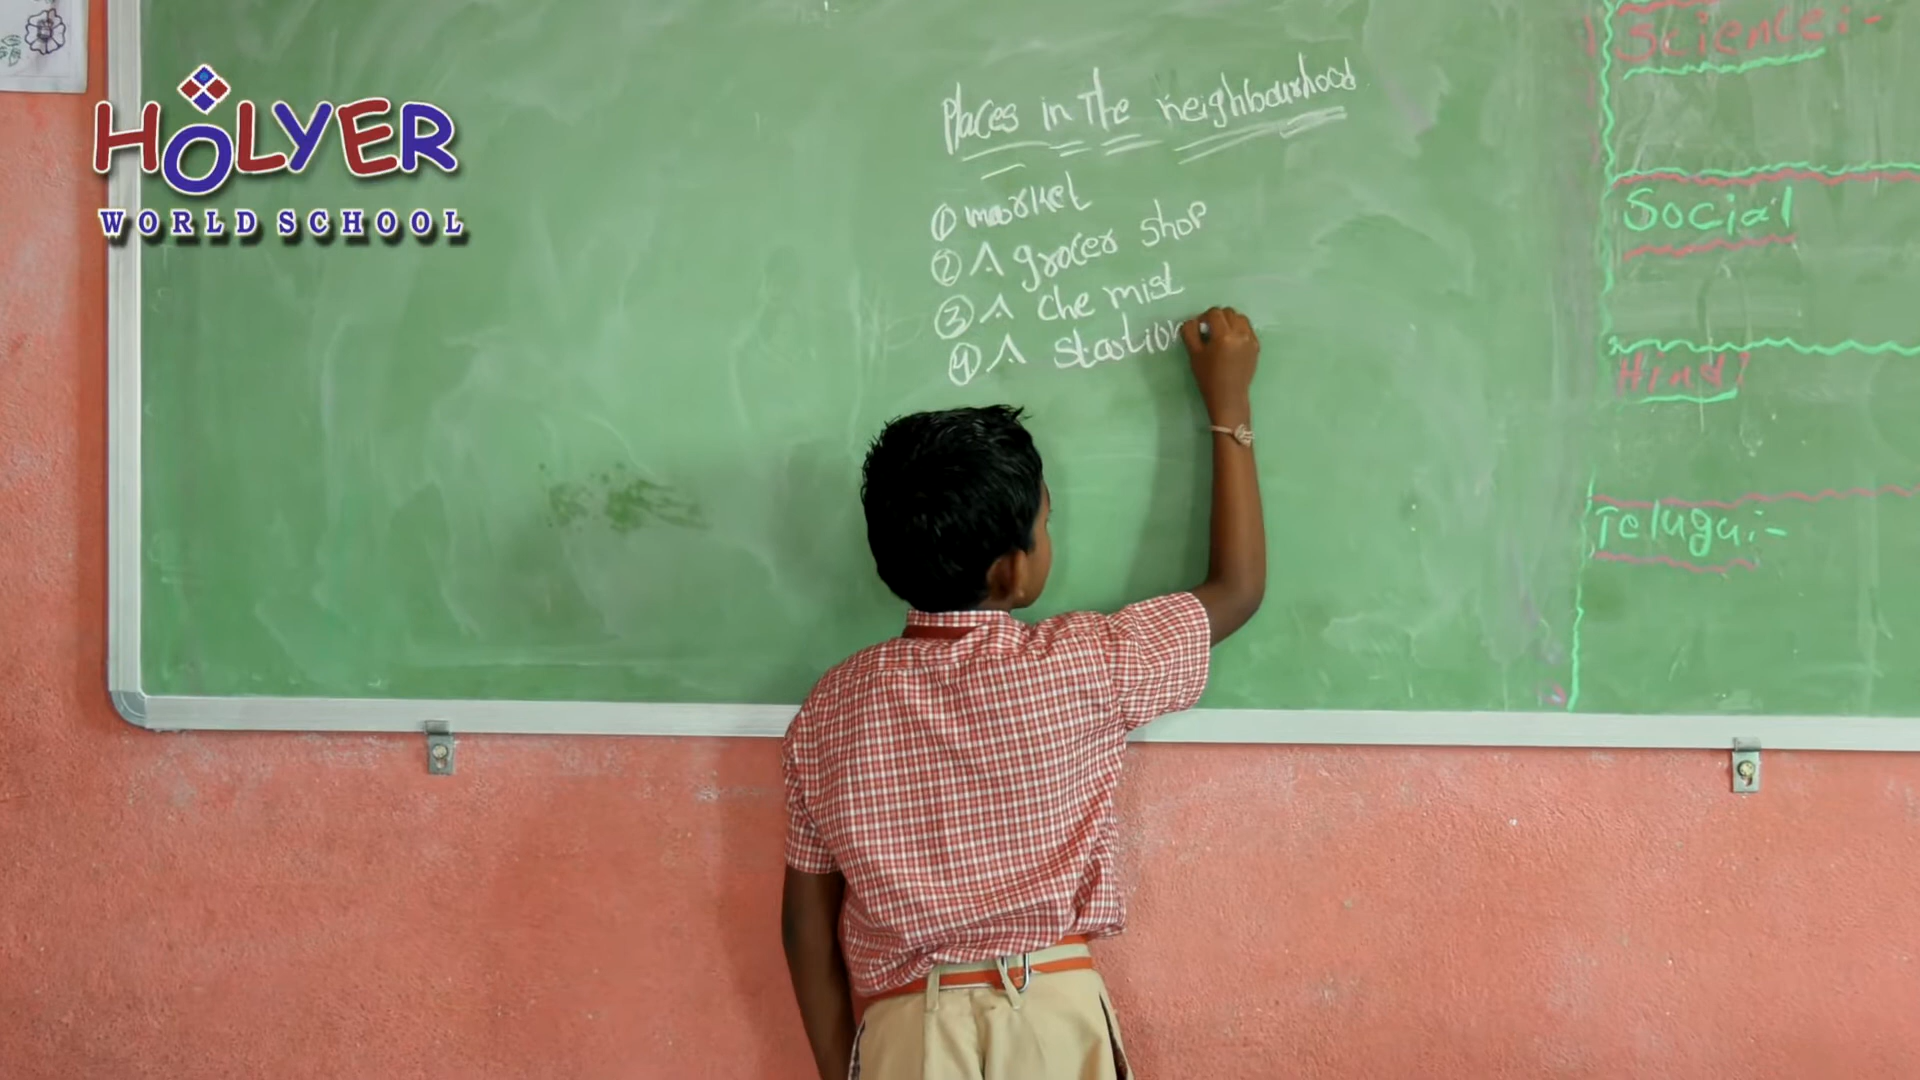 HOLYER
WORLD SCHOOL
Places in The neighbourhood
① market
② A grocer shop
③ A che mist
④ A station
Science:-
Social
Hindi
Telugu:-